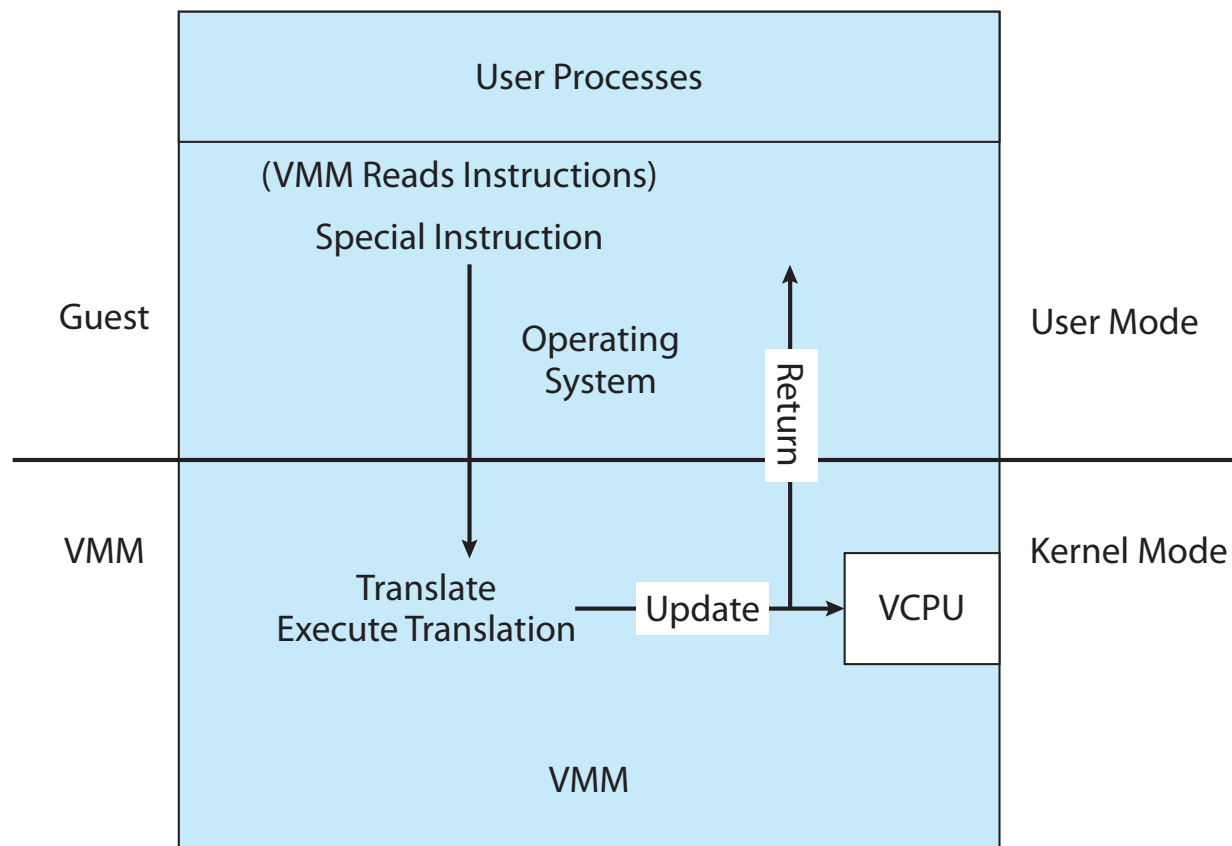 User Processes
(VMM Reads Instructions)
Special Instruction
Guest
User Mode
Operating
System
Return
VMM
Kernel Mode
Translate
Execute Translation
Update
VCPU
VMM